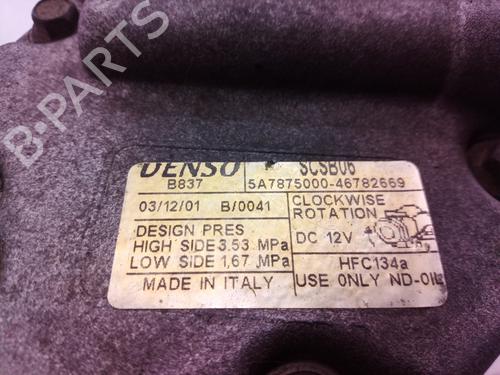 B-PARTS
DENSO
SCSB06
B837
5A7875000-46782669
03/12/01 B/0041
CLOCKWISE
ROTATION
DESIGN PRES
HIGH SIDE 3,53 MPa
LOW SIDE 1,67 MPa
DC 12V
HFC134a
MADE IN ITALY
USE ONLY ND-OIL